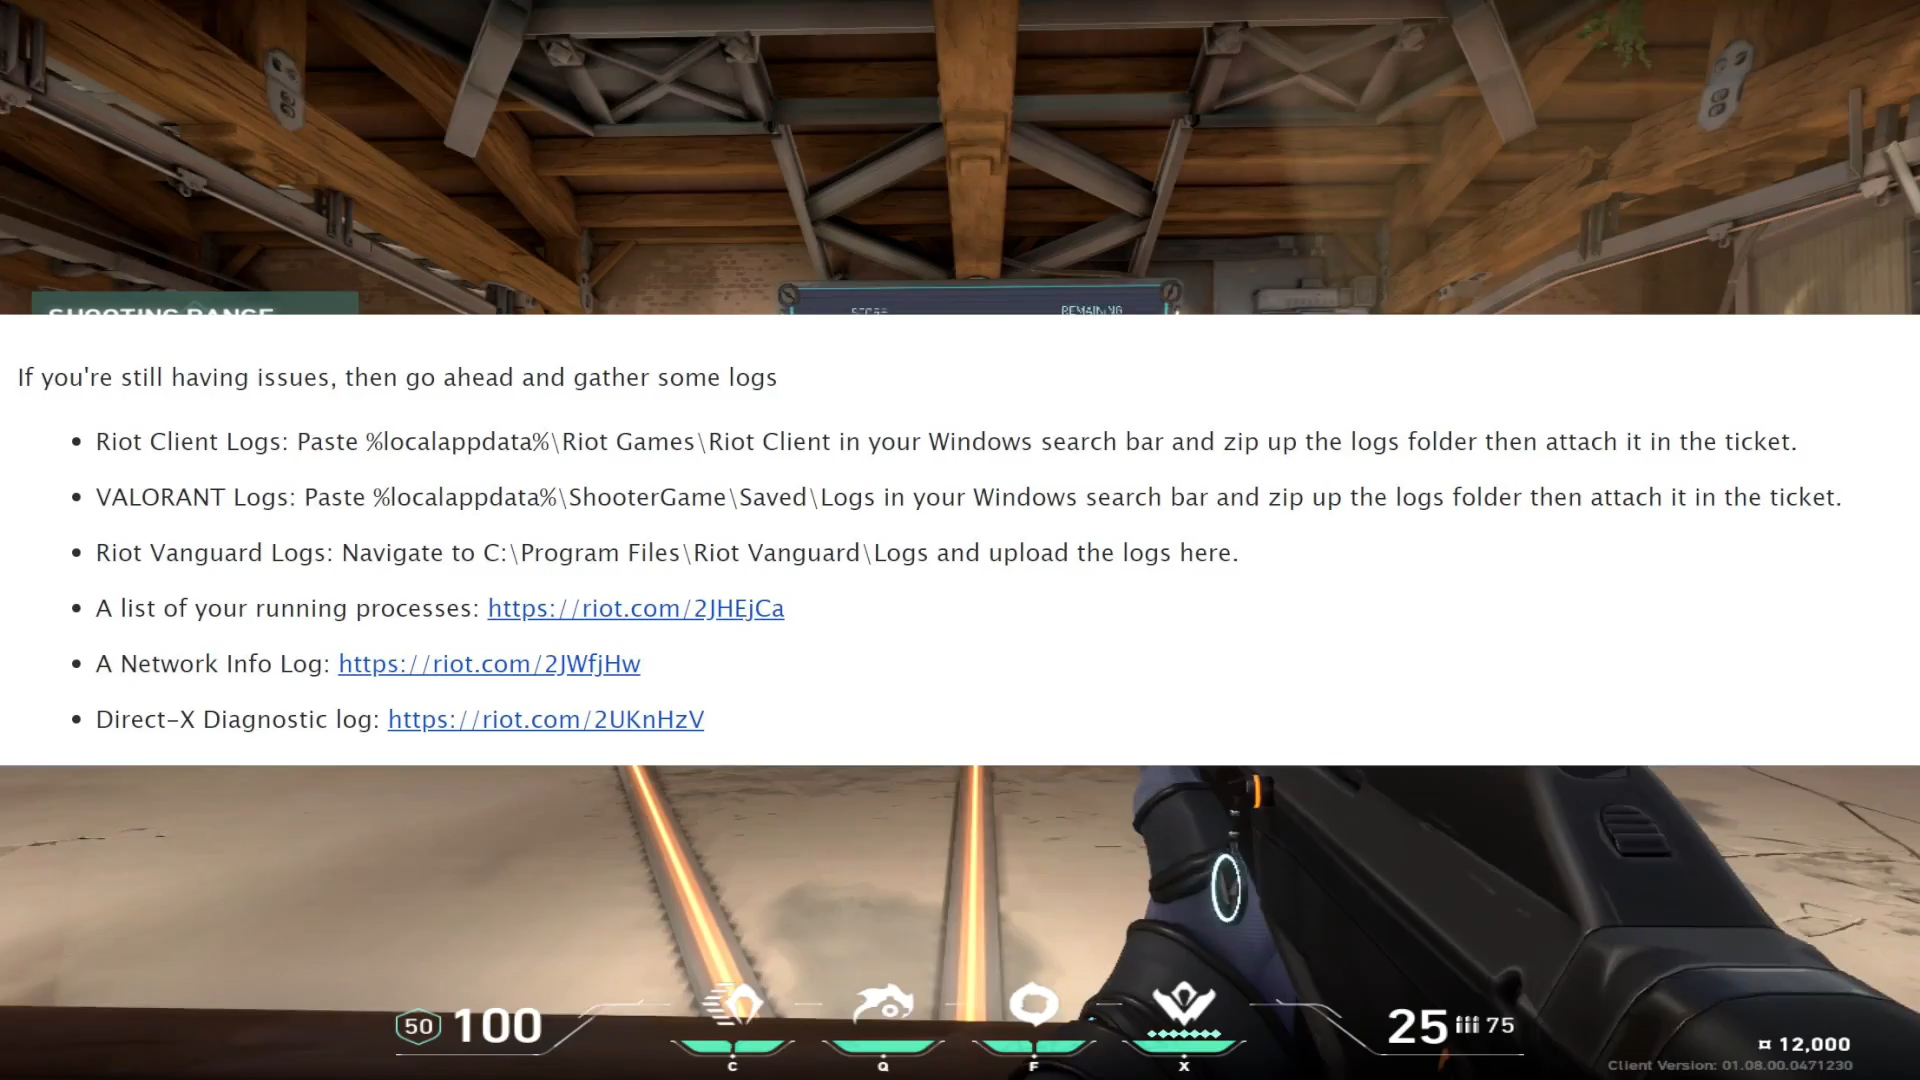 SHOOTING RANGE
REMAINING
If you're still having issues, then go ahead and gather some logs
• Riot Client Logs: Paste %localappdata%\Riot Games\Riot Client in your Windows search bar and zip up the logs folder then attach it in the ticket.
• VALORANT Logs: Paste %localappdata%\ShooterGame\Saved\Logs in your Windows search bar and zip up the logs folder then attach it in the ticket.
• Riot Vanguard Logs: Navigate to C:\Program Files\Riot Vanguard\Logs and upload the logs here.
• A list of your running processes: https://riot.com/2JHEjCa
• A Network Info Log: https://riot.com/2JWfjHw
• Direct-X Diagnostic log: https://riot.com/2UKnHzV
50 100
25 75
C Q F X
¤ 12,000
Client Version: 01.08.00.0471230